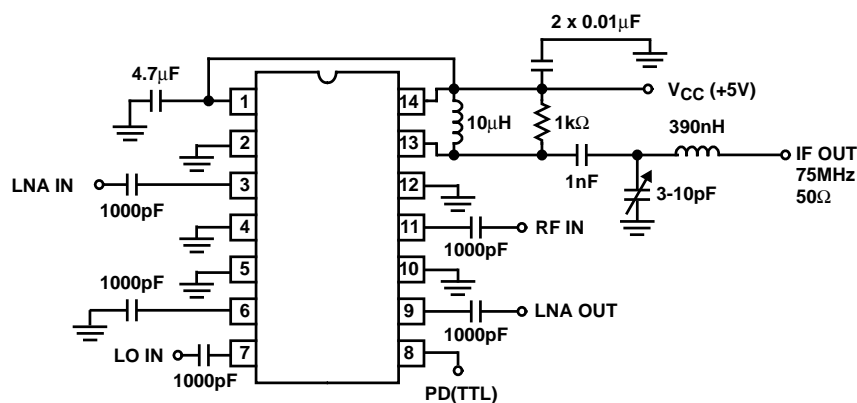 2 x 0.01μF
4.7μF
VCC (+5V)
1
14
10μH
1kΩ
390nH
2
13
IF OUT
75MHz
50Ω
1nF
3-10pF
LNA IN
3
12
1000pF
4
11
RF IN
1000pF
5
10
1000pF
6
9
LNA OUT
1000pF
LO IN
7
8
1000pF
PD(TTL)